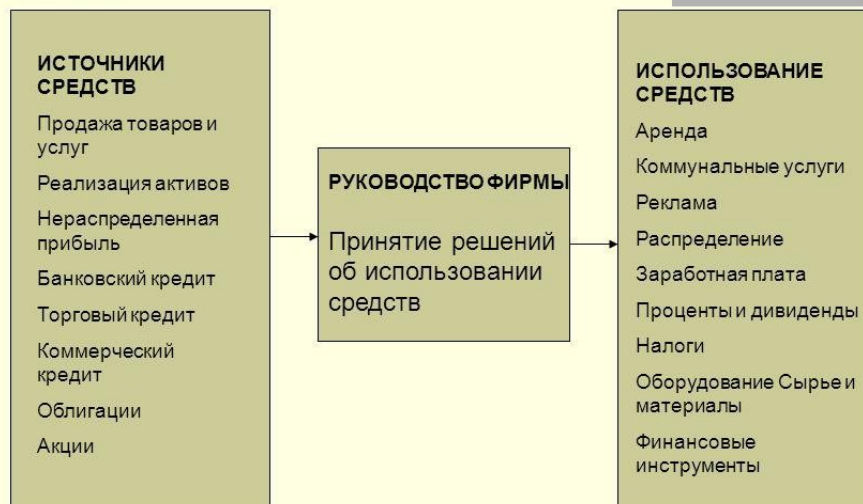 ИСТОЧНИКИ
СРЕДСТВ
Продажа товаров и
услуг
Реализация активов
Нераспределенная
прибыль
Банковский кредит
Торговый кредит
Коммерческий
кредит
Облигации
Акции
РУКОВОДСТВО ФИРМЫ
Принятие решений
об использовании
средств
ИСПОЛЬЗОВАНИЕ
СРЕДСТВ
Аренда
Коммунальные услуги
Реклама
Распределение
Заработная плата
Проценты и дивиденды
Налоги
Оборудование Сырье и
материалы
Финансовые
инструменты